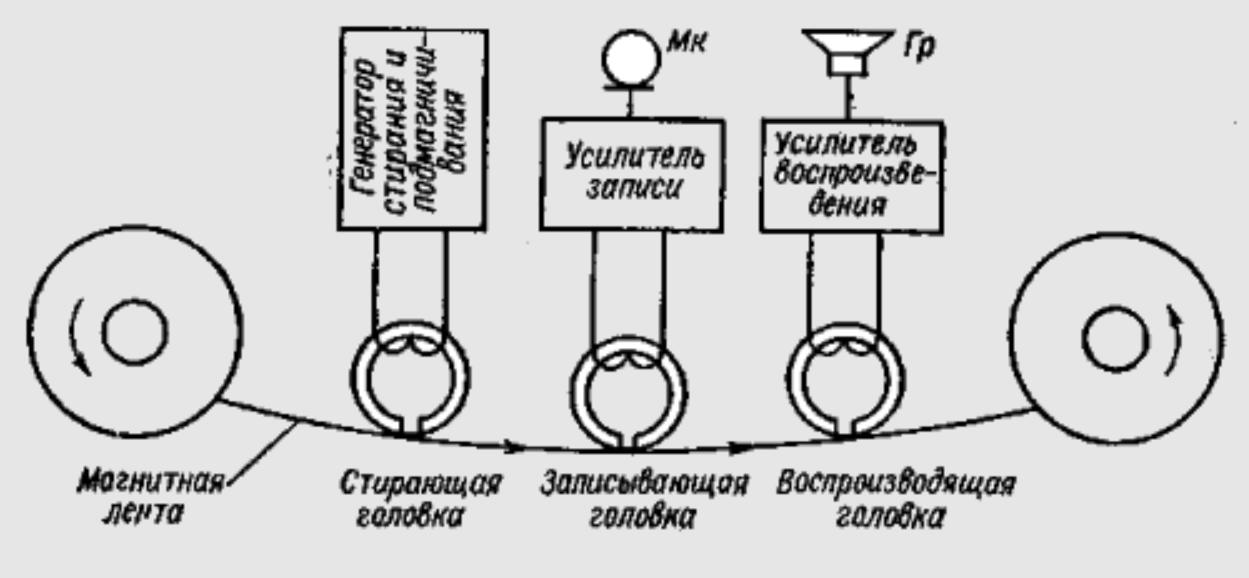 Генератор
стирания и
подмагничи-
вания
Мк
Усилитель
записи
Гр
Усилитель
воспроизве-
дения
Магнитная
лента
Стирающая
головка
Записывающая
головка
Воспроизводящая
головка